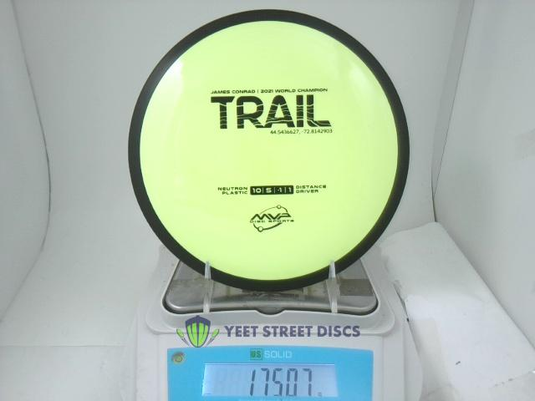 JAMES CONRAD | 2021 WORLD CHAMPION
TRAIL
44.5436627, -72.8142903
NEUTRON PLASTIC 10 5 -1 1 DISTANCE DRIVER
MVP
DISC SPORTS
YEET STREET DISCS
SOLID
175.07